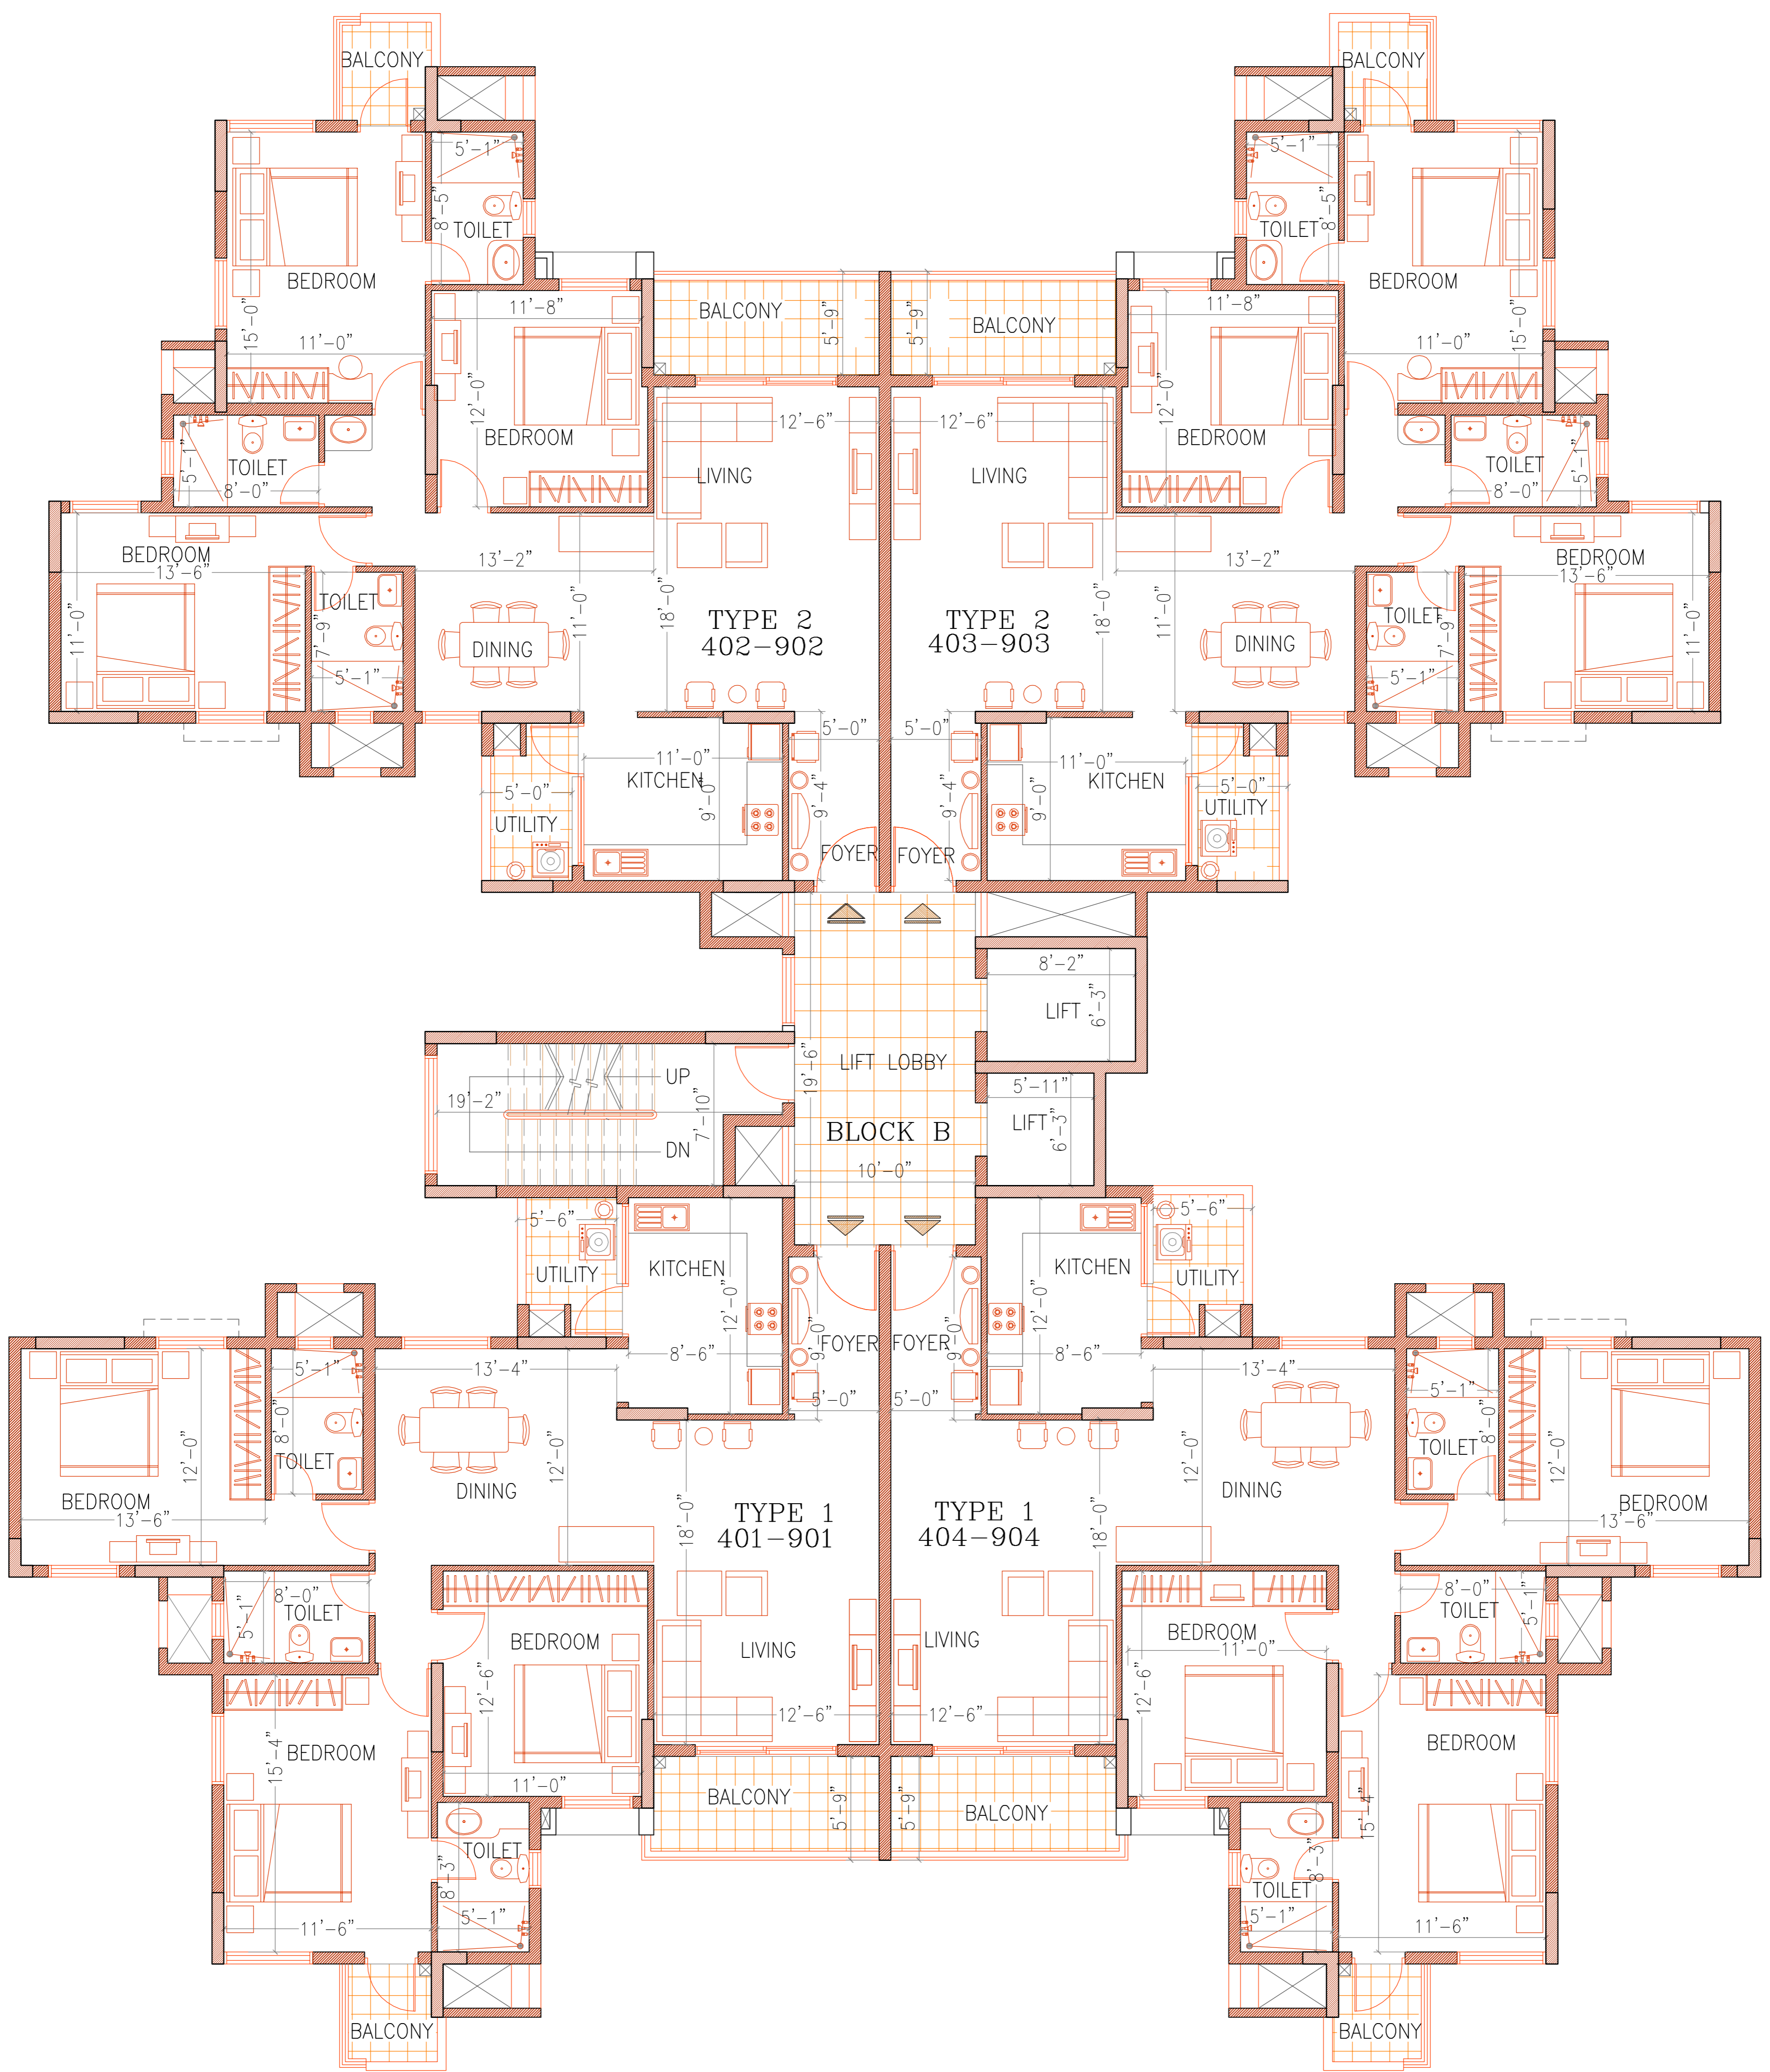 BALCONY
BALCONY
5'-1"
5'-1"
8'-5"
TOILET
TOILET
8'-5"
BEDROOM
BEDROOM
15'-0"
11'-0"
11'-8"
BALCONY
5'-9"
5'-9"
BALCONY
11'-8"
11'-0"
15'-0"
12'-0"
BEDROOM
12'-6"
12'-6"
12'-0"
BEDROOM
5'-1"
TOILET
8'-0"
LIVING
LIVING
TOILET
8'-0"
5'-1"
BEDROOM
13'-6"
13'-2"
13'-2"
BEDROOM
13'-6"
11'-0"
TOILET
7'-9"
5'-1"
DINING
11'-0"
18'-0"
TYPE 2
402-902
TYPE 2
403-903
18'-0"
11'-0"
DINING
TOILET
7'-9"
5'-1"
11'-0"
5'-0"
5'-0"
11'-0"
KITCHEN
9'-0"
9'-4"
9'-4"
9'-0"
11'-0"
KITCHEN
5'-0"
UTILITY
5'-0"
UTILITY
FOYER
FOYER
8'-2"
LIFT
6'-3"
LIFT LOBBY
19'-6"
UP
19'-2"
7'-10"
DN
5'-11"
LIFT
6'-3"
BLOCK B
10'-0"
5'-6"
UTILITY
KITCHEN
12'-0"
8'-6"
FOYER
9'-0"
5'-0"
FOYER
9'-0"
5'-0"
KITCHEN
12'-0"
8'-6"
5'-6"
UTILITY
5'-1"
13'-4"
13'-4"
5'-1"
12'-0"
8'-0"
TOILET
BEDROOM
13'-6"
DINING
12'-0"
18'-0"
TYPE 1
401-901
TYPE 1
404-904
18'-0"
12'-0"
DINING
TOILET
8'-0"
12'-0"
BEDROOM
13'-6"
8'-0"
TOILET
5'-1"
BEDROOM
12'-6"
11'-0"
LIVING
12'-6"
LIVING
12'-6"
BEDROOM
11'-0"
12'-6"
8'-0"
TOILET
5'-1"
BEDROOM
15'-4"
BEDROOM
15'-4"
BALCONY
5'-9"
5'-9"
BALCONY
TOILET
8'-3"
5'-1"
11'-6"
TOILET
8'-3"
5'-1"
11'-6"
BALCONY
BALCONY